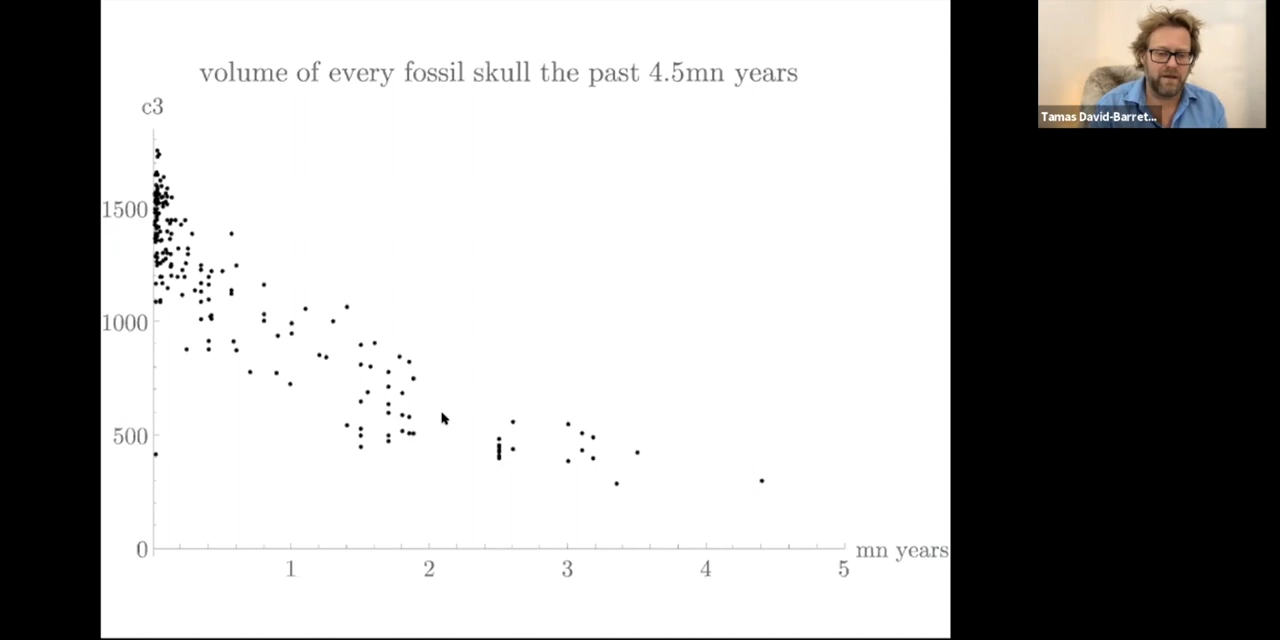 volume of every fossil skull the past 4.5mn years
c3
1500
1000
500
0
1
2
3
4
5
mn years
Tamas David-Barret...